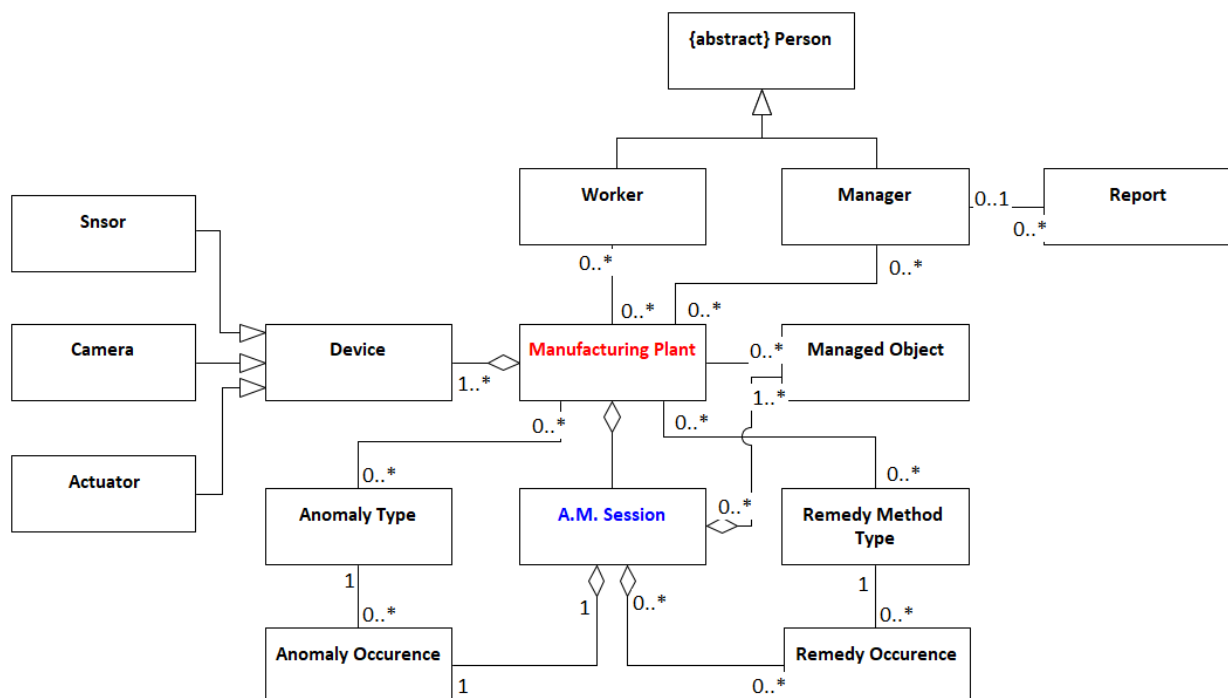 {abstract} Person
Worker
Manager
0..1
0..*
Report
Snsor
0..*
0..*
0..*
0..*
Camera
Device
1..*
Manufacturing Plant
0..*
1..*
Managed Object
0..*
0..*
Actuator
0..*
0..*
Anomaly Type
A.M. Session
0..*
Remedy Method
Type
1
0..*
1
0..*
1
0..*
Anomaly Occurence
1
0..*
Remedy Occurence